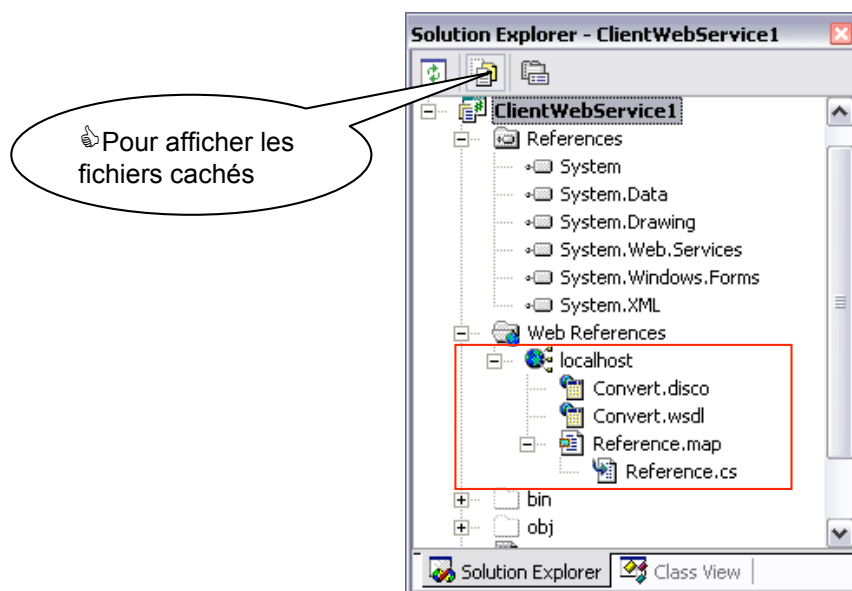 Solution Explorer - ClientWebService1
👍Pour afficher les
fichiers cachés
ClientWebService1
References
System
System.Data
System.Drawing
System.Web.Services
System.Windows.Forms
System.XML
Web References
localhost
Convert.disco
Convert.wsdl
Reference.map
Reference.cs
bin
obj
Solution Explorer
Class View